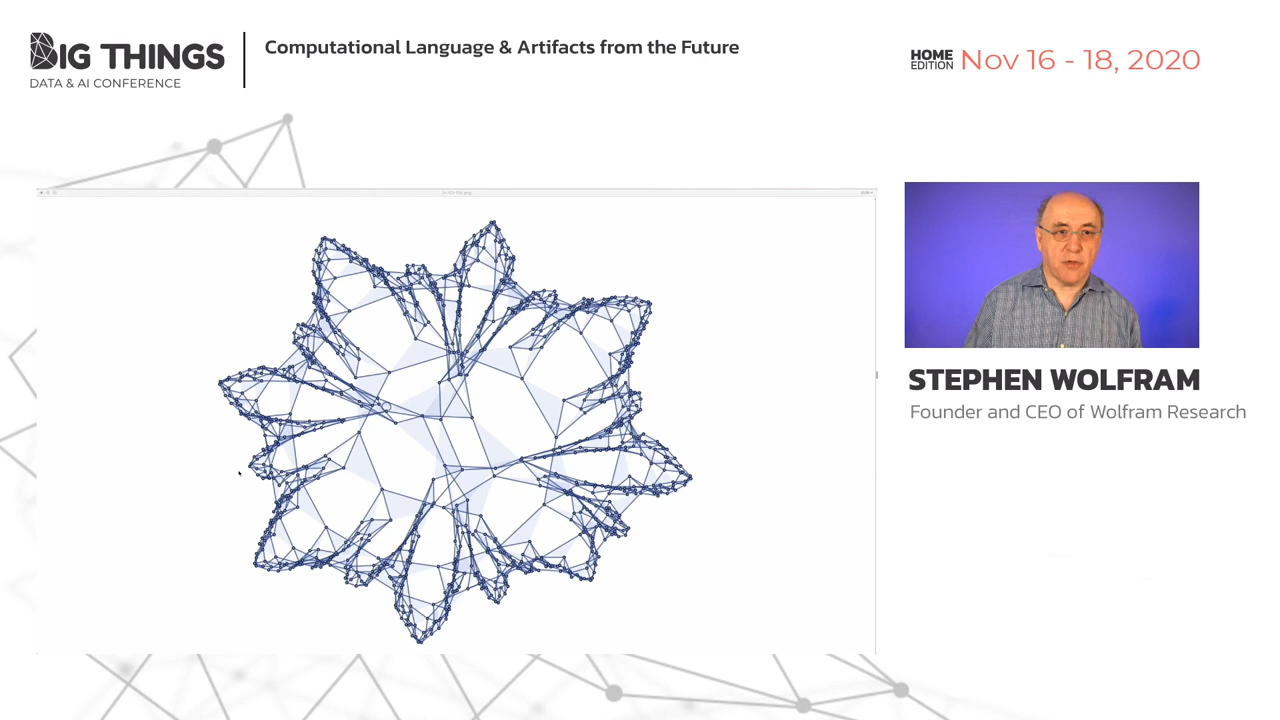 BIG THINGS
DATA & AI CONFERENCE
Computational Language & Artifacts from the Future
HOME
EDITION
Nov 16 - 18, 2020
STEPHEN WOLFRAM
Founder and CEO of Wolfram Research